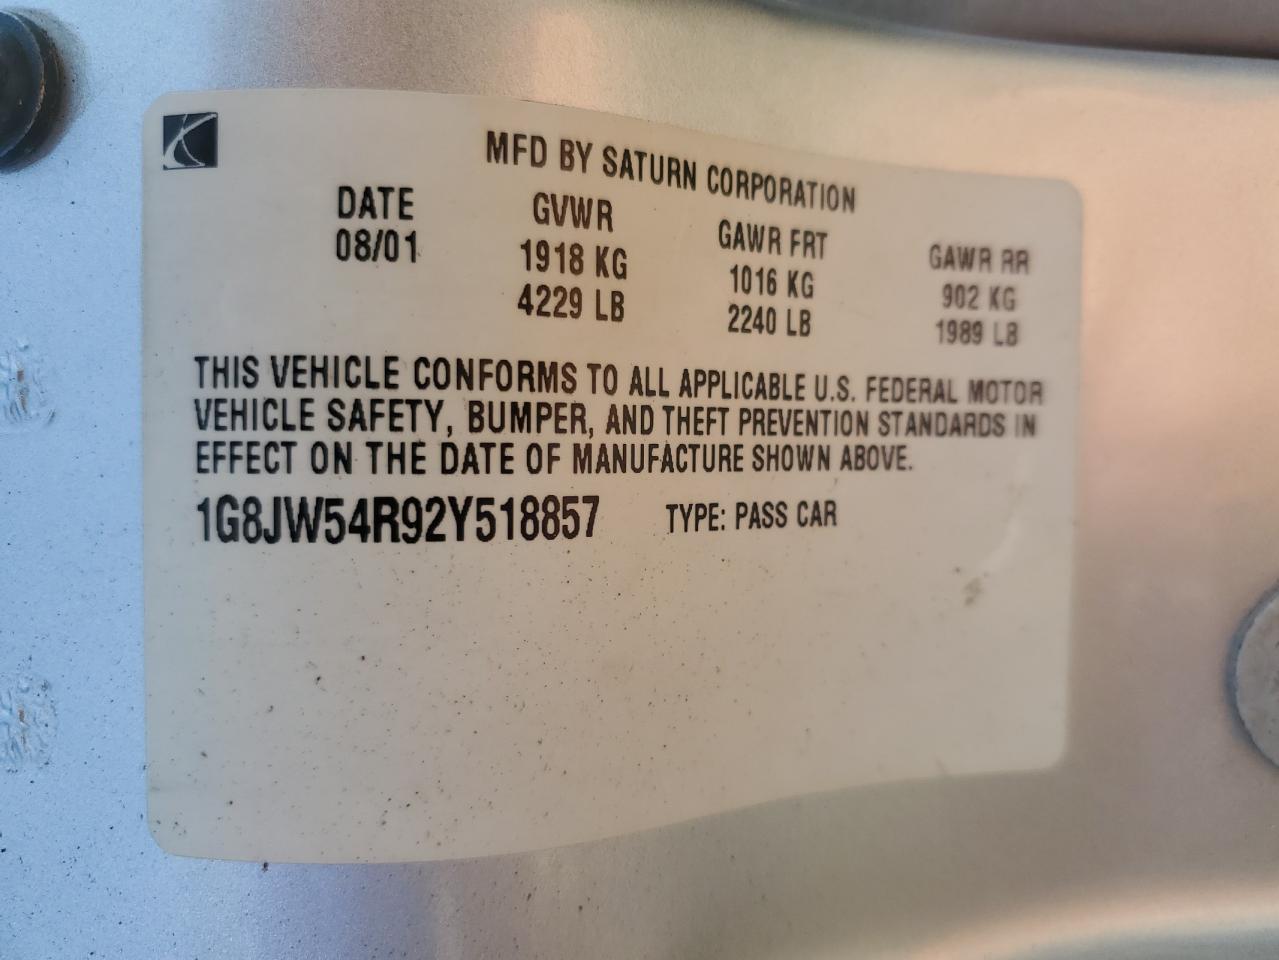 MFD BY SATURN CORPORATION
DATE GVWR GAWR FRT GAWR RR
08/01 1918 KG 1016 KG 902 KG
4229 LB 2240 LB 1989 LB
THIS VEHICLE CONFORMS TO ALL APPLICABLE U.S. FEDERAL MOTOR
VEHICLE SAFETY, BUMPER, AND THEFT PREVENTION STANDARDS IN
EFFECT ON THE DATE OF MANUFACTURE SHOWN ABOVE.
1G8JW54R92Y518857 TYPE: PASS CAR